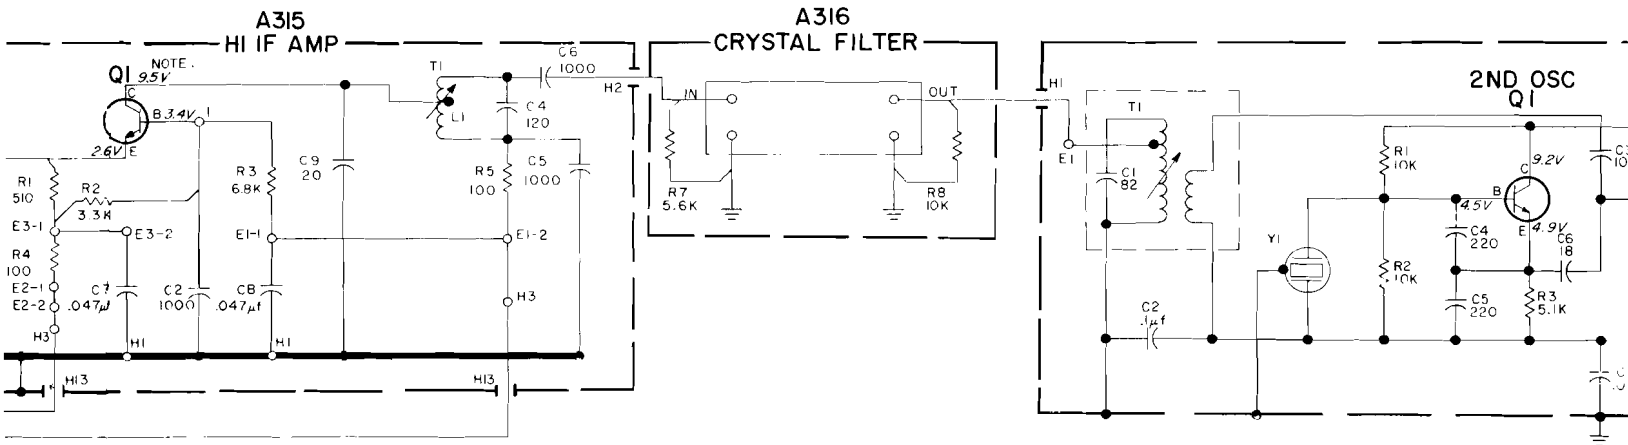 A315
HI IF AMP
A316
CRYSTAL FILTER
NOTE.
Q1
9.5V
C
B 3.4V 1
2.6V E
R1
510
R2
3.3K
E3-1
E3-2
R4
100
E2-1
E2-2
H3
C7
.047μf
H1
C2
1000
R3
6.8K
E1-1
C8
.047μf
H1
C9
20
T1
L1
C4
120
C6
1000
H2
R5
100
C5
1000
E1-2
H3
H13
H13
IN
OUT
R7
5.6K
R8
10K
H1
E1
T1
C1
82
C2
.1μf
Y1
2ND OSC
Q1
R1
10K
R2
10K
9.2V
C
B
4.5V
E
4.9V
C4
220
C5
220
C6
18
R3
5.1K